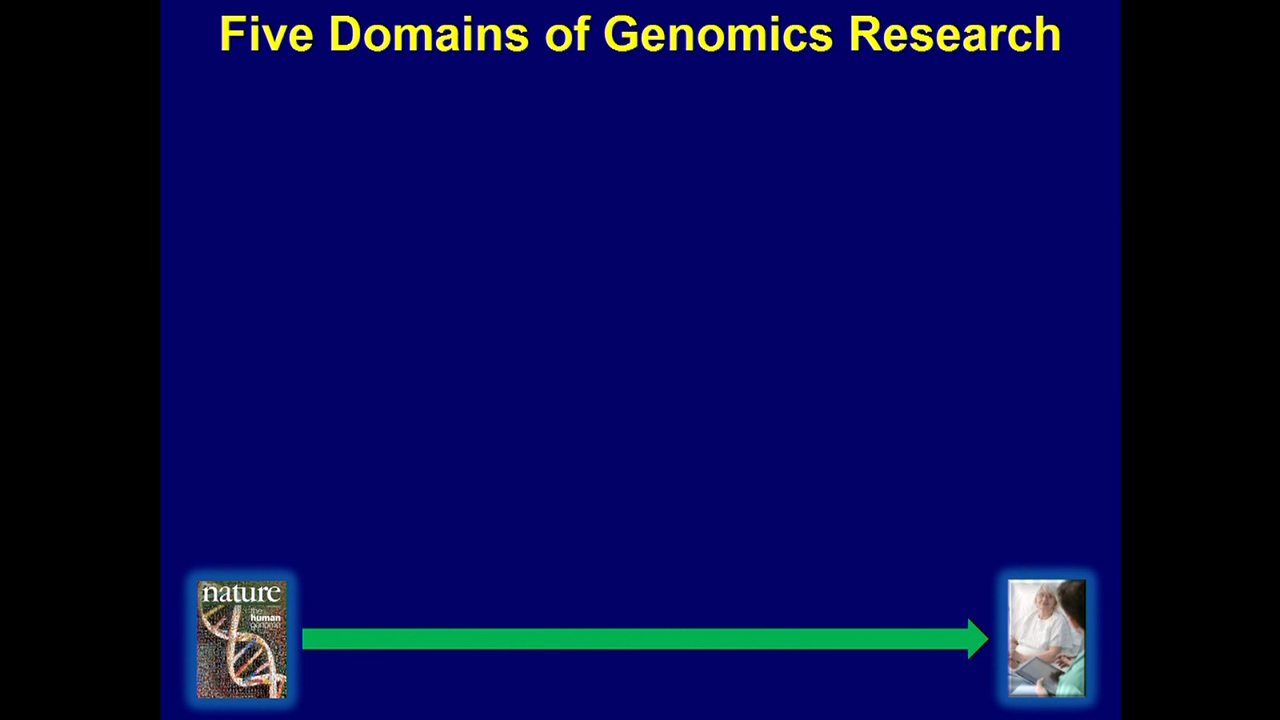 Five Domains of Genomics Research
nature
the
human
genome